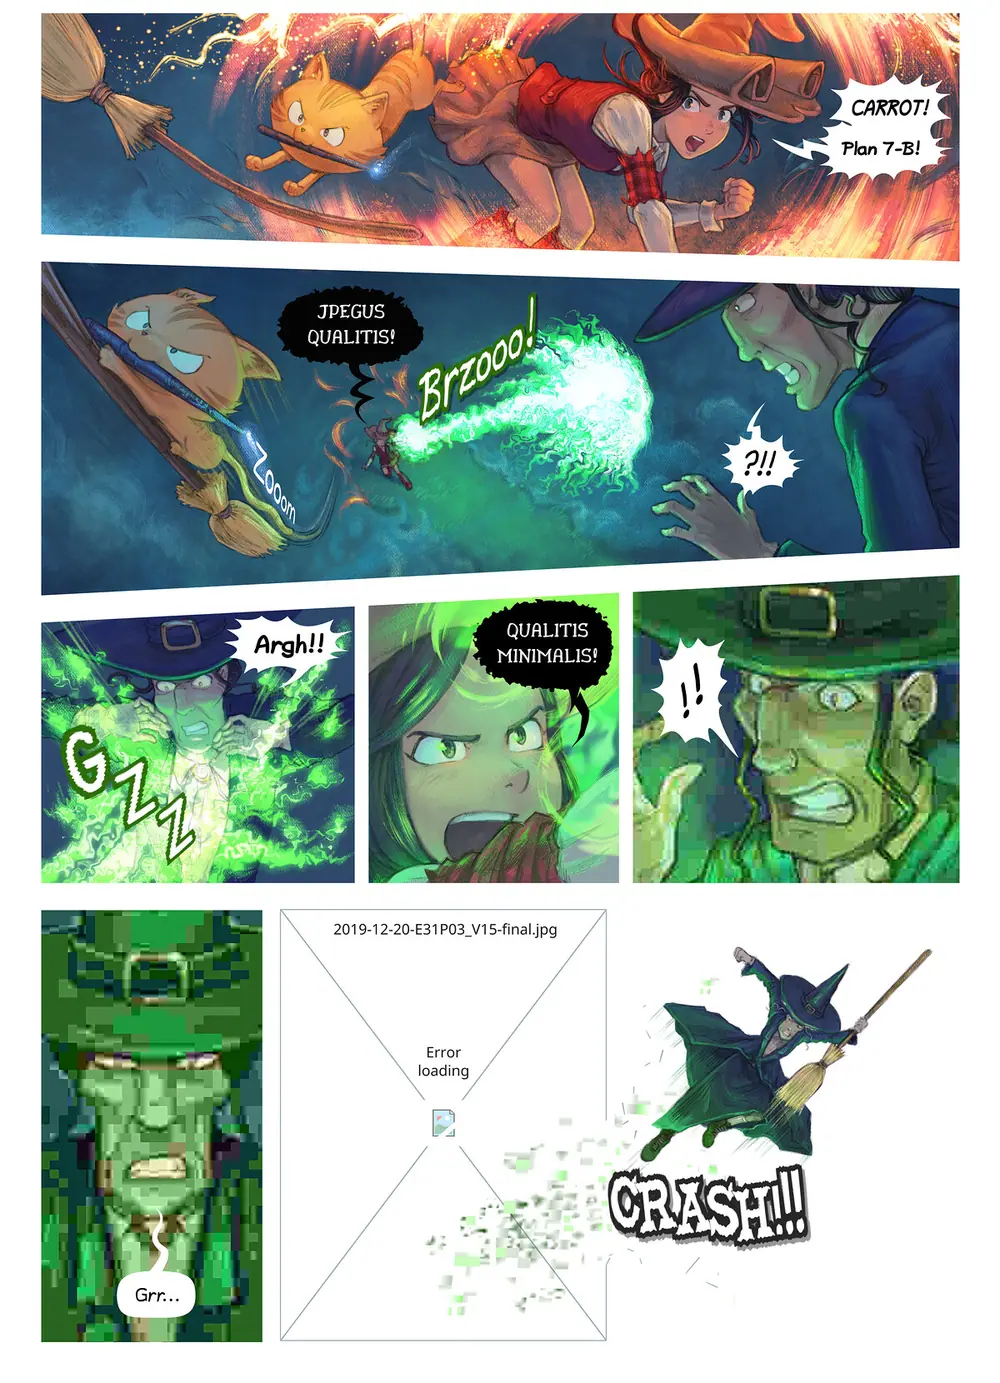 CARROT!
Plan 7-B!
JPEGUS
QUALITIS!
Brzooo!
Zooom
?!!
Argh!!
GZZ
QUALITIS
MINIMALIS!
!!
Grr...
2019-12-20-E31P03_V15-final.jpg
Error
loading
CRASH!!!